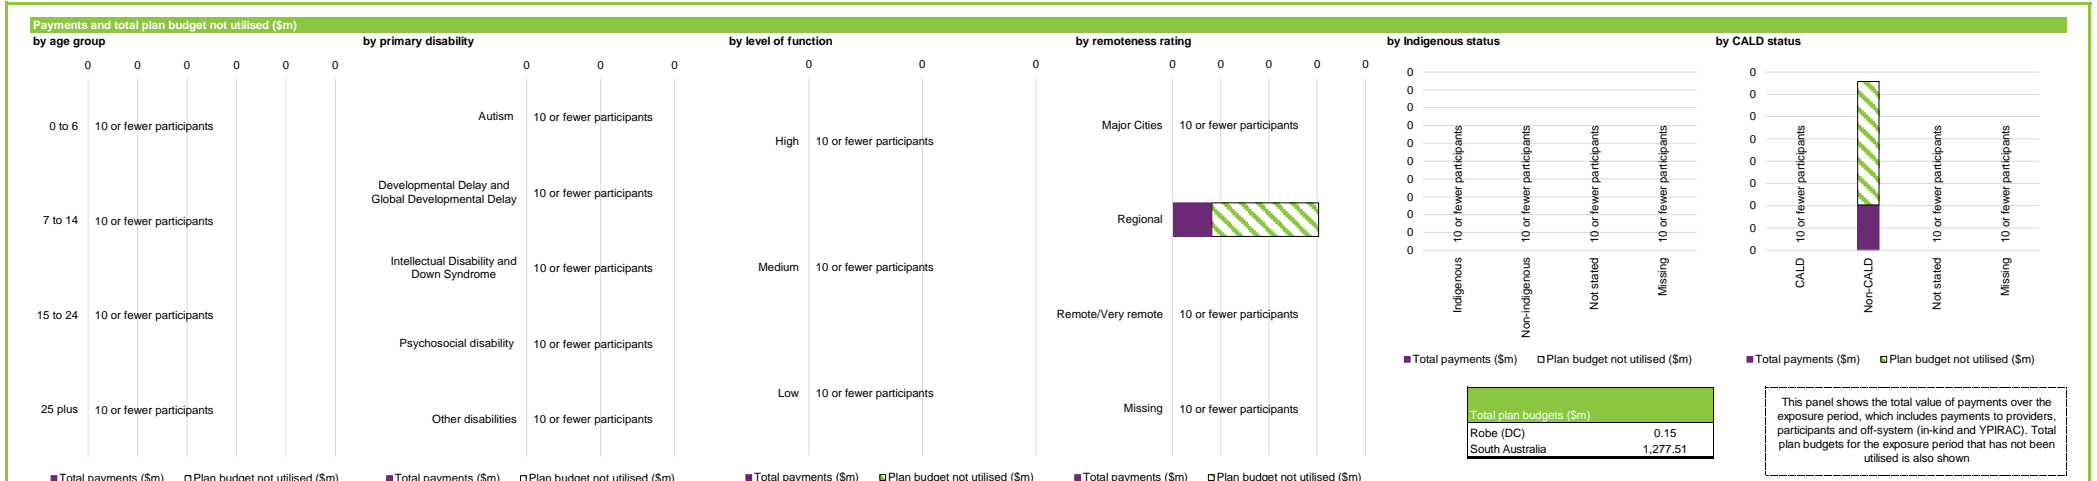 Payments and total plan budget not utilised ($m)
by age group
0 0 0 0 0 0
0 to 6 10 or fewer participants
7 to 14 10 or fewer participants
15 to 24 10 or fewer participants
25 plus 10 or fewer participants
Total payments ($m) Plan budget not utilised ($m)
by primary disability
0 0 0
Autism 10 or fewer participants
Developmental Delay and
Global Developmental Delay
10 or fewer participants
Intellectual Disability and
Down Syndrome
10 or fewer participants
Psychosocial disability 10 or fewer participants
Other disabilities 10 or fewer participants
Total payments ($m) Plan budget not utilised ($m)
by level of function
0 0 0
High 10 or fewer participants
Medium 10 or fewer participants
Low 10 or fewer participants
Total payments ($m) Plan budget not utilised ($m)
by remoteness rating
0 0 0 0 0
Major Cities 10 or fewer participants
Regional
Remote/Very remote 10 or fewer participants
Missing 10 or fewer participants
Total payments ($m) Plan budget not utilised ($m)
by Indigenous status
0
0
0
0
0
0
0
0
0
0
0
10 or fewer participants
10 or fewer participants
10 or fewer participants
10 or fewer participants
Indigenous
Non-indigenous
Not stated
Missing
Total payments ($m) Plan budget not utilised ($m)
Total plan budgets ($m)
Robe (DC) 0.15
South Australia 1,277.51
by CALD status
0
0
0
0
0
0
0
0
0
10 or fewer participants
10 or fewer participants
10 or fewer participants
CALD
Non-CALD
Not stated
Missing
Total payments ($m) Plan budget not utilised ($m)
This panel shows the total value of payments over the
exposure period, which includes payments to providers,
participants and off-system (in-kind and YPIRAC). Total
plan budgets for the exposure period that has not been
utilised is also shown